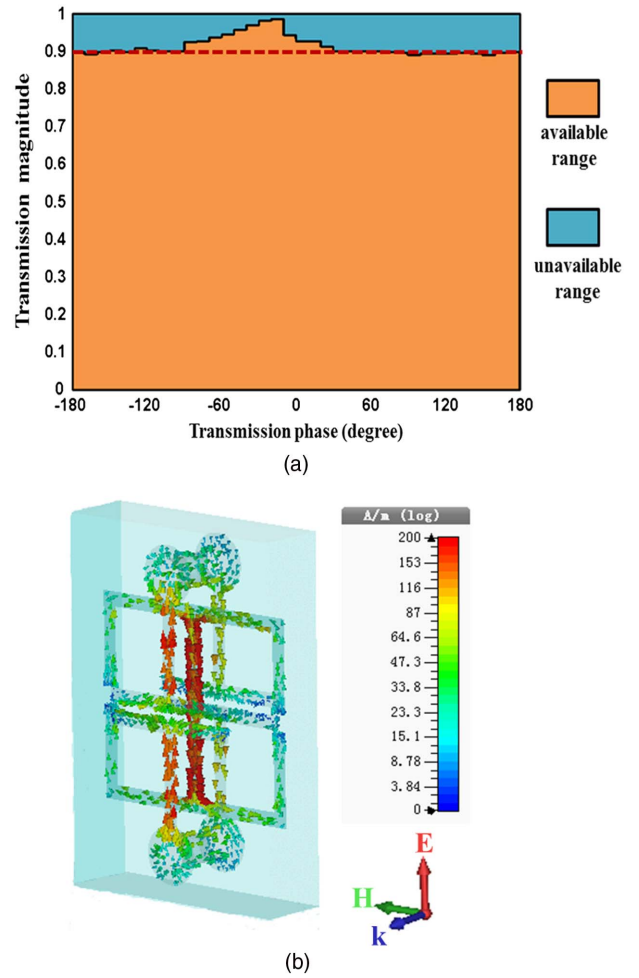 1
0.9
0.8
0.7
0.6
0.5
0.4
0.3
0.2
0.1
0
Transmission magnitude
-180 -120 -60 0 60 120 180
Transmission phase (degree)
available
range
unavailable
range
(a)
A/m (log)
200
153
116
87
64.6
47.3
33.8
23.3
15.1
8.7
3.84
0
E
H
k
(b)